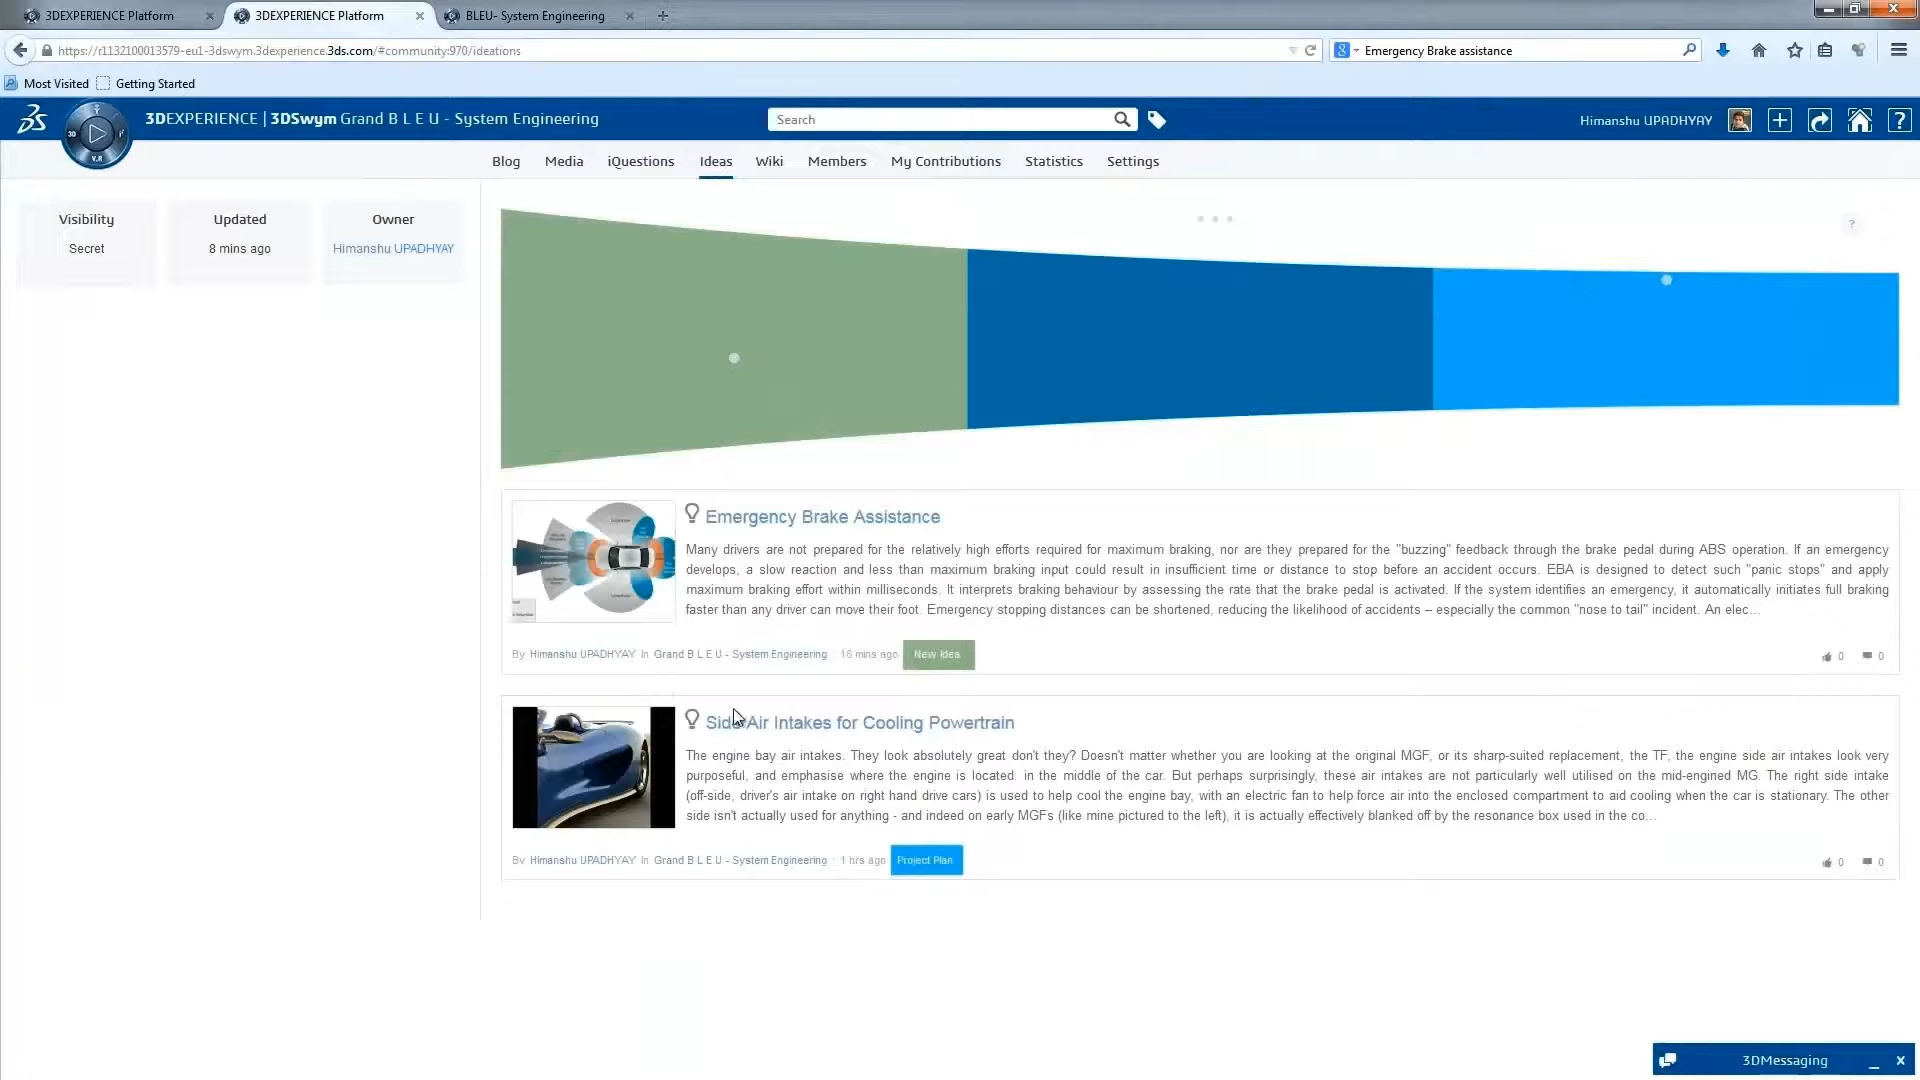 3DEXPERIENCE Platform
3DEXPERIENCE Platform
BLEU- System Engineering
https://r1132100013579-eu1-3dswym.3dexperience.3ds.com/#community:970/ideations
Emergency Brake assistance
Most Visited
Getting Started
3DEXPERIENCE | 3DSwym Grand B L E U - System Engineering
Search
Himanshu UPADHYAY
3D
V.R
Blog
Media
iQuestions
Ideas
Wiki
Members
My Contributions
Statistics
Settings
Visibility
Secret
Updated
8 mins ago
Owner
Himanshu UPADHYAY
?
Emergency Brake Assistance
Many drivers are not prepared for the relatively high efforts required for maximum braking, nor are they prepared for the "buzzing" feedback through the brake pedal during ABS operation. If an emergency
develops, a slow reaction and less than maximum braking input could result in insufficient time or distance to stop before an accident occurs. EBA is designed to detect such "panic stops" and apply
maximum braking effort within milliseconds. It interprets braking behaviour by assessing the rate that the brake pedal is activated. If the system identifies an emergency, it automatically initiates full braking
faster than any driver can move their foot. Emergency stopping distances can be shortened, reducing the likelihood of accidents – especially the common "nose to tail" incident. An elec...
By Himanshu UPADHYAY In Grand B L E U - System Engineering : 16 mins ago New Idea
0 0
Side Air Intakes for Cooling Powertrain
The engine bay air intakes. They look absolutely great don't they? Doesn't matter whether you are looking at the original MGF, or its sharp-suited replacement, the TF, the engine side air intakes look very
purposeful, and emphasise where the engine is located. in the middle of the car. But perhaps surprisingly, these air intakes are not particularly well utilised on the mid-engined MG. The right side intake
(off-side, driver's air intake on right hand drive cars) is used to help cool the engine bay, with an electric fan to help force air into the enclosed compartment to aid cooling when the car is stationary. The other
side isn't actually used for anything - and indeed on early MGFs (like mine pictured to the left), it is actually effectively blanked off by the resonance box used in the co...
By Himanshu UPADHYAY In Grand B L E U - System Engineering : 1 hrs ago Project Plan
0 0
3DMessaging